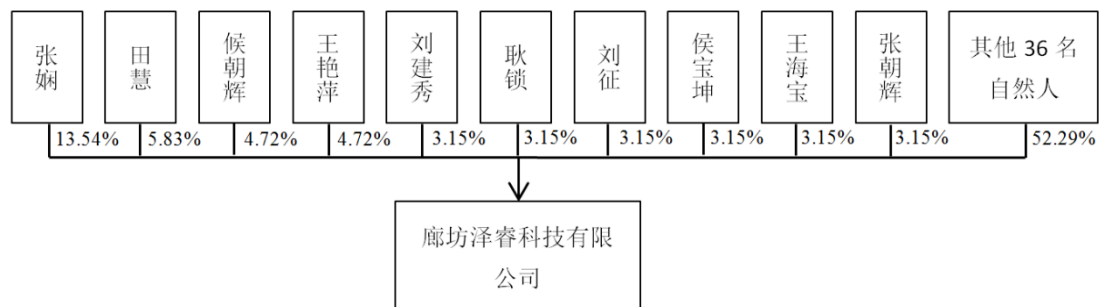 张娴
田慧
候朝辉
王艳萍
刘建秀
耿锁
刘征
侯宝坤
王海宝
张朝辉
其他 36 名
自然人
13.54%
5.83%
4.72%
4.72%
3.15%
3.15%
3.15%
3.15%
3.15%
3.15%
52.29%
廊坊泽睿科技有限
公司